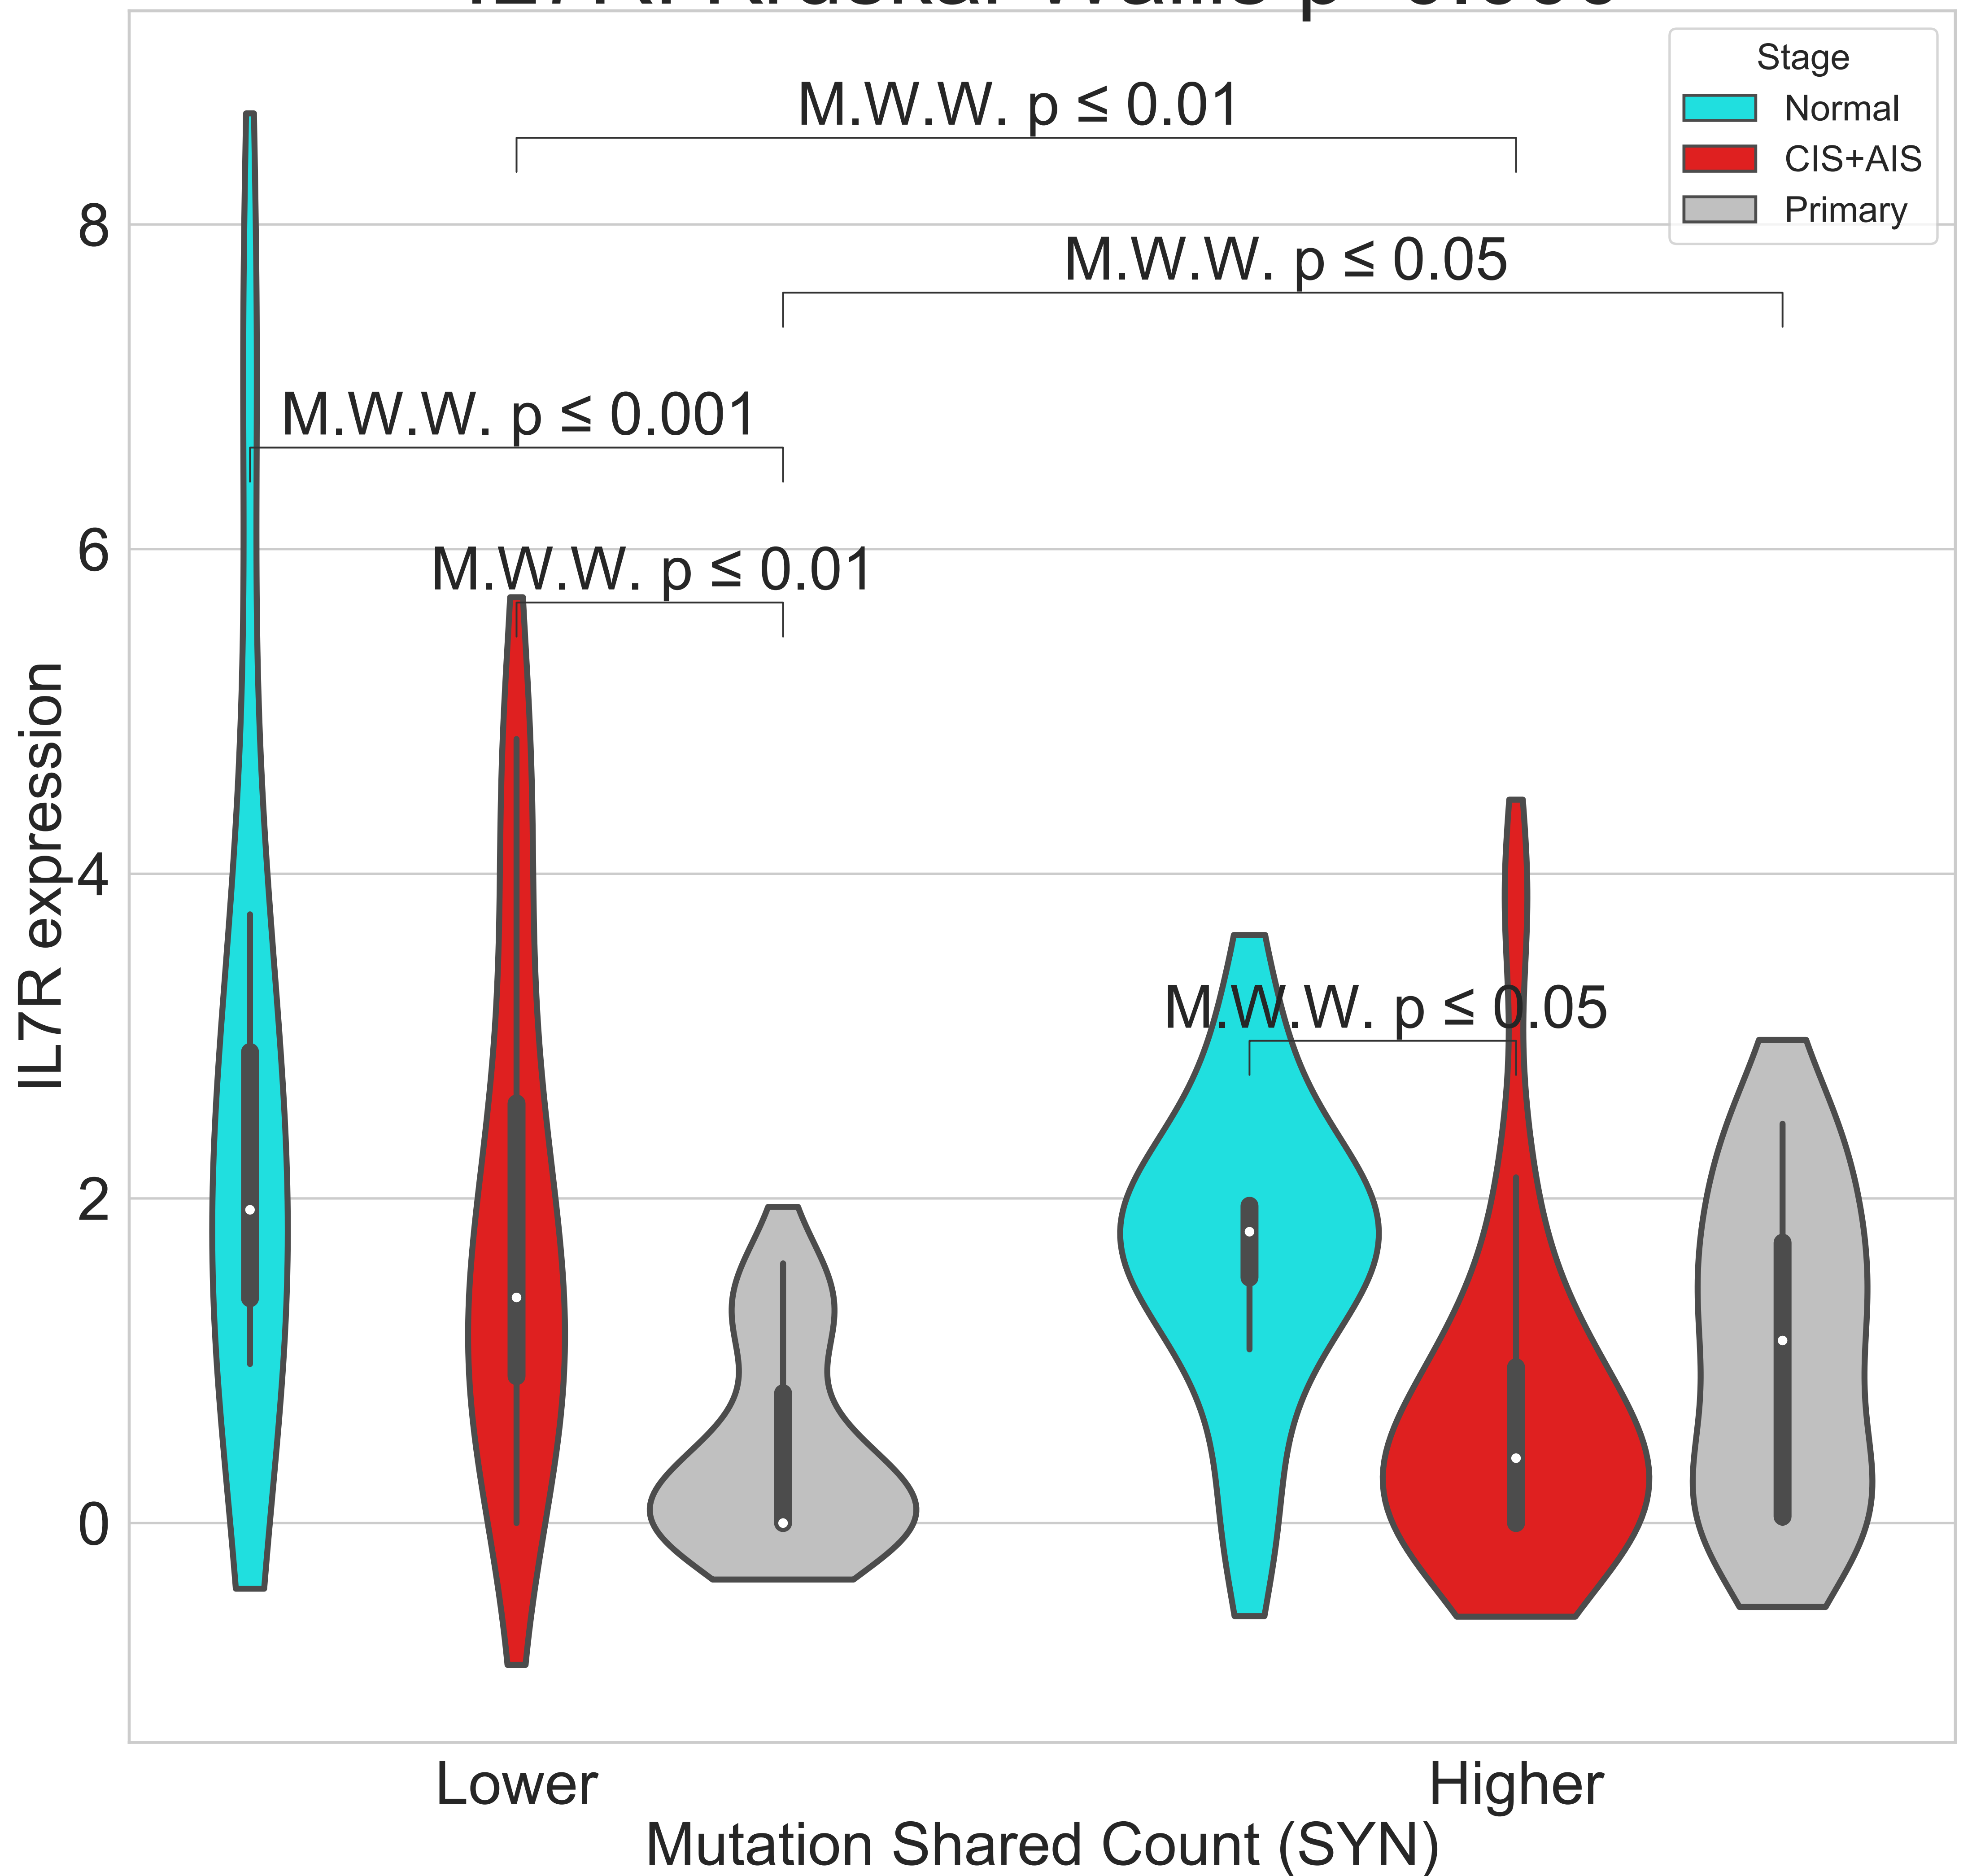 Stage
Normal
CIS+AIS
Primary
M.W.W. p ≤ 0.01
M.W.W. p ≤ 0.05
M.W.W. p ≤ 0.001
M.W.W. p ≤ 0.01
M.W.W. p ≤ 0.05
8
6
4
2
0
IL7R expression
Lower
Higher
Mutation Shared Count (SYN)